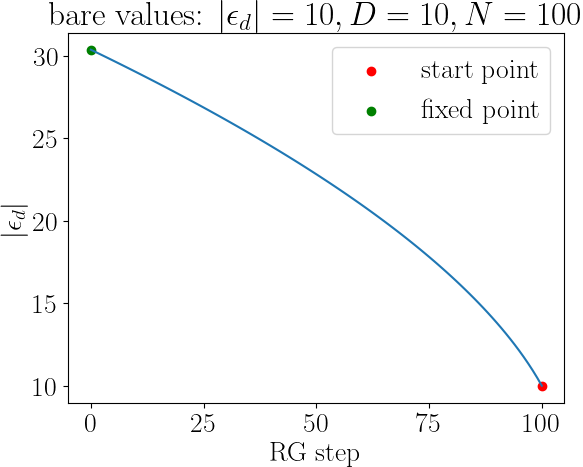 bare values: |ϵ_d| = 10, D = 10, N = 100
start point
fixed point
30
25
20
15
10
|ϵ_d|
0 25 50 75 100
RG step